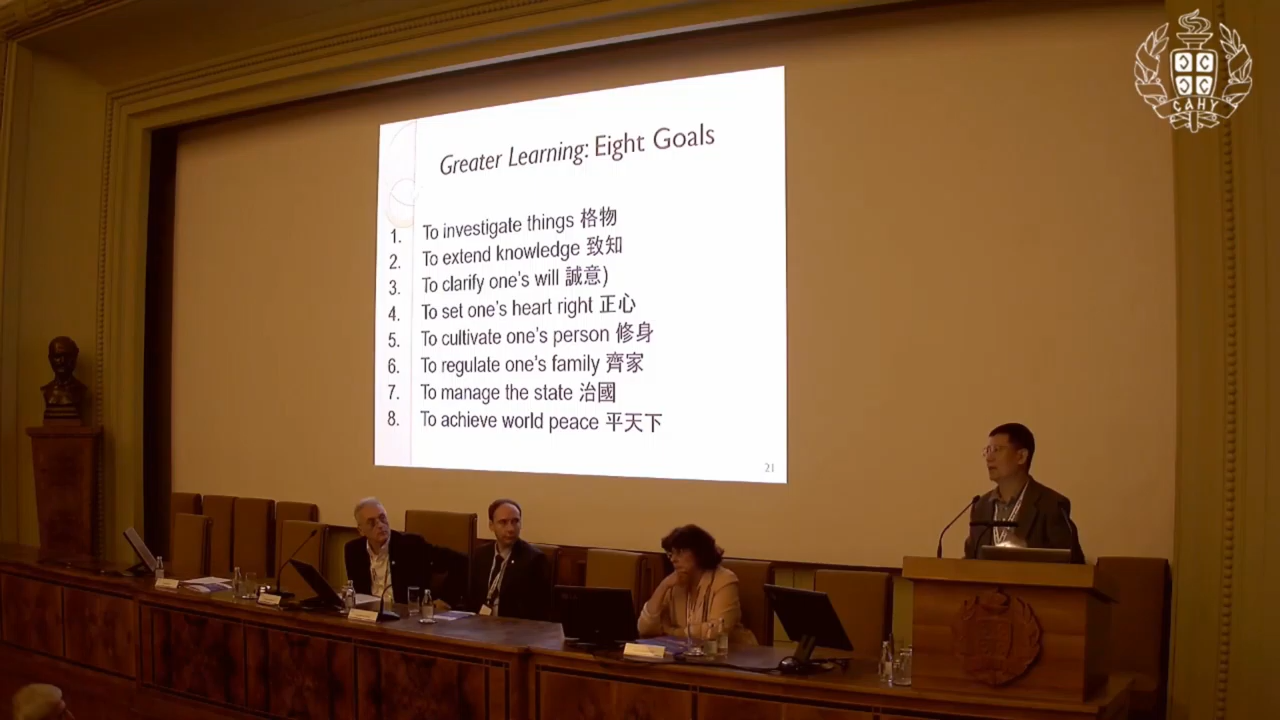 Greater Learning: Eight Goals
1. To investigate things 格物
2. To extend knowledge 致知
3. To clarify one's will 誠意)
4. To set one's heart right 正心
5. To cultivate one's person 修身
6. To regulate one's family 齊家
7. To manage the state 治國
8. To achieve world peace 平天下
21
САНУ